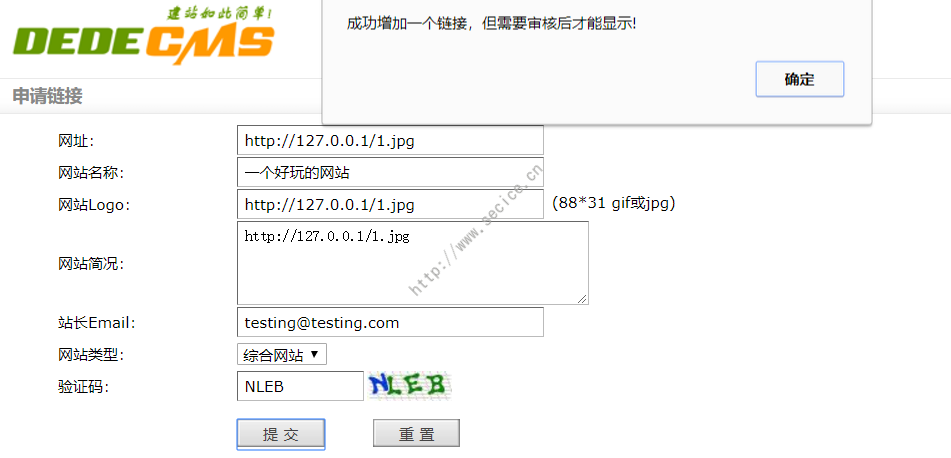 建站如此简单!
DEDECMS
成功增加一个链接，但需要审核后才能显示!
确定
申请链接
网址: http://127.0.0.1/1.jpg
网站名称: 一个好玩的网站
网站Logo: http://127.0.0.1/1.jpg (88*31 gif或jpg)
http://127.0.0.1/1.jpg
网站简况:
站长Email: testing@testing.com
网站类型: 综合网站
验证码: NLEB NLEB
提 交 重 置
http://www.secice.cn